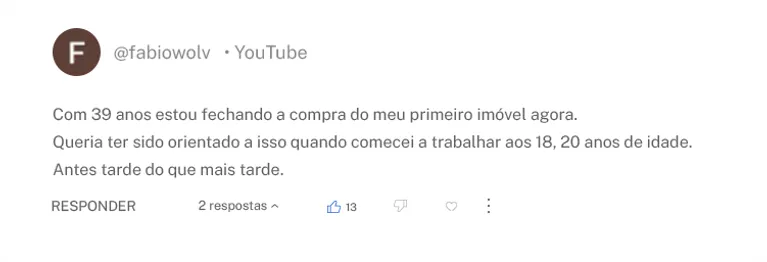 F
@fabiowolv • YouTube
Com 39 anos estou fechando a compra do meu primeiro imóvel agora.
Queria ter sido orientado a isso quando comecei a trabalhar aos 18, 20 anos de idade.
Antes tarde do que mais tarde.
RESPONDER 2 respostas 13